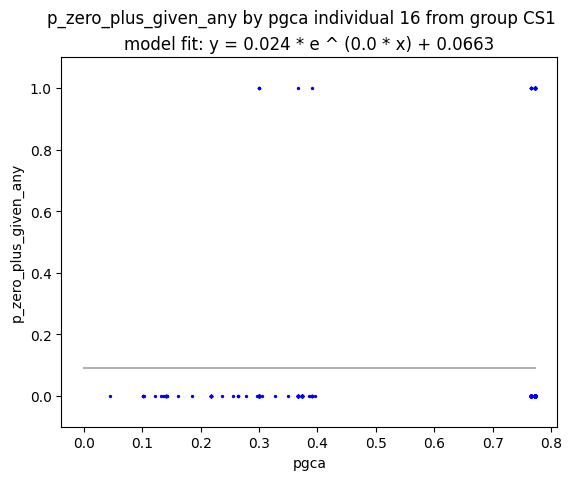 p_zero_plus_given_any by pgca individual 16 from group CS1
model fit: y = 0.024 * e ^ (0.0 * x) + 0.0663
1.0
0.8
0.6
0.4
0.2
0.0
p_zero_plus_given_any
0.0 0.1 0.2 0.3 0.4 0.5 0.6 0.7 0.8
pgca